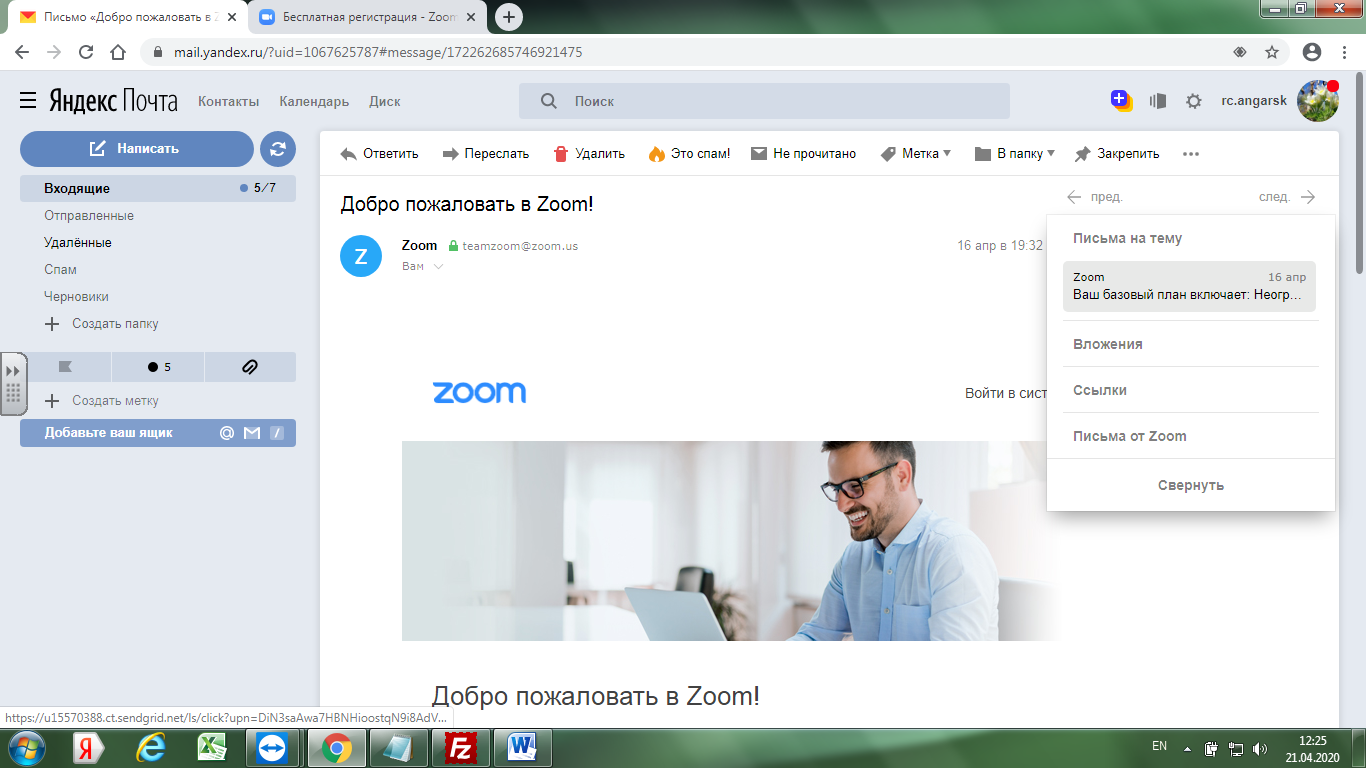 Письмо «Добро пожаловать в
Бесплатная регистрация - Zoom
mail.yandex.ru/?uid=1067625787#message/172262685746921475
Яндекс Почта
Контакты
Календарь
Диск
Поиск
rc.angarsk
Написать
Ответить
Переслать
Удалить
Это спам!
Не прочитано
Метка
В папку
Закрепить
Входящие
5/7
Отправленные
Удалённые
Спам
Черновики
Создать папку
5
Создать метку
Добавьте ваш ящик
Добро пожаловать в Zoom!
пред.
след.
Z
Zoom
teamzoom@zoom.us
16 апр в 19:32
Вам
Письма на тему
Zoom
16 апр
Ваш базовый план включает: Неогр...
Вложения
Ссылки
Письма от Zoom
Свернуть
zoom
Войти в сист
Добро пожаловать в Zoom!
https://u15570388.ct.sendgrid.net/ls/click?upn=DiN3saAwa7HBNHioostqN9i8AdV...
EN
12:25
21.04.2020